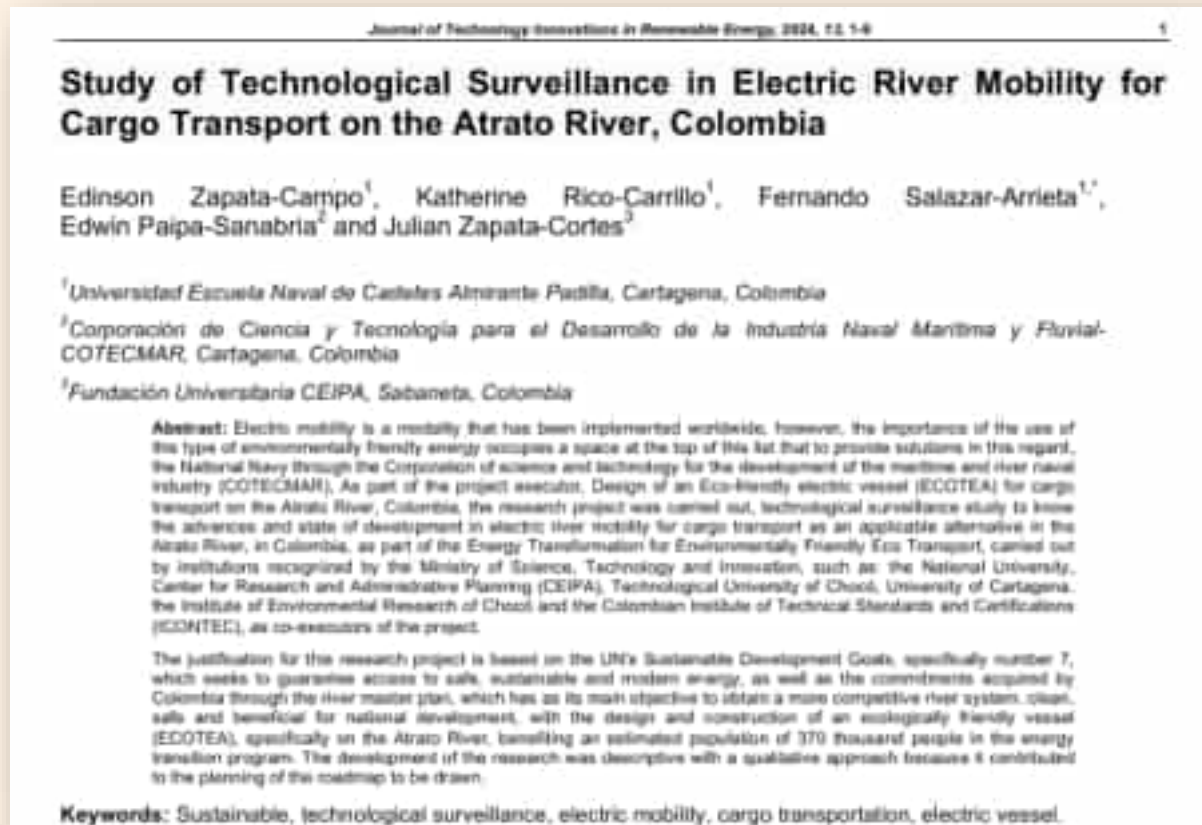 Journal of Technology Innovations in Renewable Energy, 2024, 13, 1-9 1
Study of Technological Surveillance in Electric River Mobility for
Cargo Transport on the Atrato River, Colombia
Edinson Zapata-Campo1, Katherine Rico-Carrillo1, Fernando Salazar-Arrieta1,*,
Edwin Paipa-Sanabria2 and Julian Zapata-Cortes3
1Universidad Escuela Naval de Cadetes Almirante Padilla, Cartagena, Colombia
2Corporación de Ciencia y Tecnología para el Desarrollo de la Industria Naval Marítima y Fluvial-
COTECMAR, Cartagena, Colombia
3Fundación Universitaria CEIPA, Sabaneta, Colombia
Abstract: Electric mobility is a modality that has been implemented worldwide, however, the importance of the use of
this type of environmentally friendly energy occupies a space at the top of this list that to provide solutions in this regard,
the National Navy through the Corporation of science and technology for the development of the maritime and river naval
industry (COTECMAR), As part of the project executor, Design of an Eco-friendly electric vessel (ECOTEA) for cargo
transport on the Atrato River, Colombia, the research project was carried out, technological surveillance study to know
the advances and state of development in electric river mobility for cargo transport as an applicable alternative in the
Atrato River, in Colombia, as part of the Energy Transformation for Environmentally Friendly Eco Transport, carried out
by institutions recognized by the Ministry of Science, Technology and Innovation, such as: the National University,
Center for Research and Administrative Planning (CEIPA), Technological University of Chocó, University of Cartagena,
the Institute of Environmental Research of Chocó and the Colombian Institute of Technical Standards and Certifications
(ICONTEC), as co-executors of the project.
The justification for this research project is based on the UN's Sustainable Development Goals, specifically number 7,
which seeks to guarantee access to safe, sustainable and modern energy, as well as the commitments acquired by
Colombia through the river master plan, which has as its main objective to obtain a more competitive river system, clean,
safe and beneficial for national development, with the design and construction of an ecologically friendly vessel
(ECOTEA), specifically on the Atrato River, benefiting an estimated population of 370 thousand people in the energy
transition program. The development of the research was descriptive with a qualitative approach because it contributed
to the planning of the roadmap to be drawn.
Keywords: Sustainable, technological surveillance, electric mobility, cargo transportation, electric vessel.